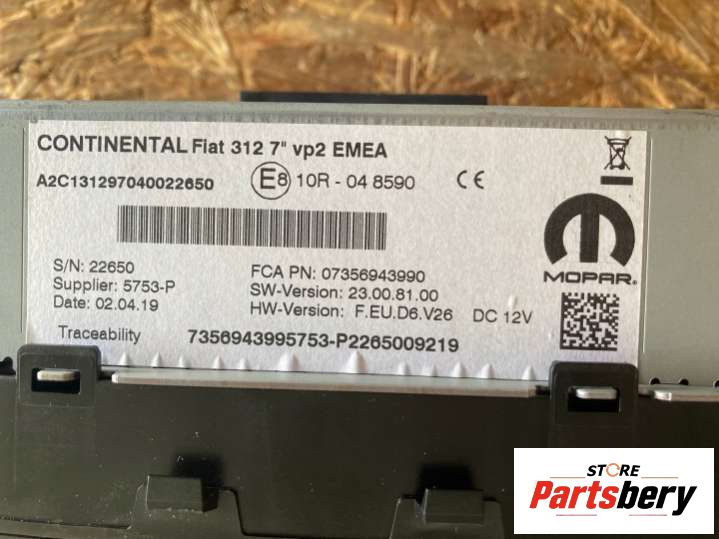 CONTINENTAL Fiat 312 7" vp2 EMEA
A2C131297040022650
E8 10R - 04 8590 CE
MOPAR®
S/N: 22650
Supplier: 5753-P
Date: 02.04.19
FCA PN: 07356943990
SW-Version: 23.00.81.00
HW-Version: F.EU.D6.V26 DC 12V
Traceability 7356943995753-P2265009219
STORE
Partsbery